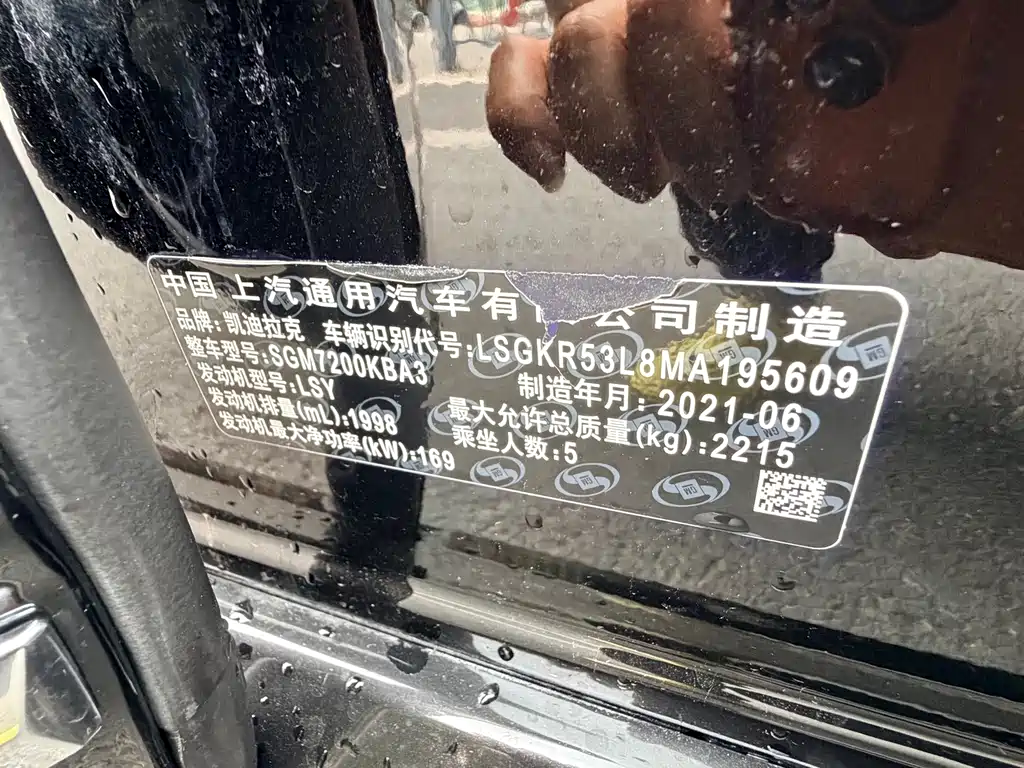 中国 上汽通用汽车有 公司制造
品牌:凯迪拉克 车辆识别代号:LSGKR53L8MA195609
整车型号:SGM7200KBA3 制造年月:2021-06
发动机型号:LSY 最大允许总质量(kg):2215
发动机排量(mL):1998 乘坐人数:5
发动机最大净功率(kW):169